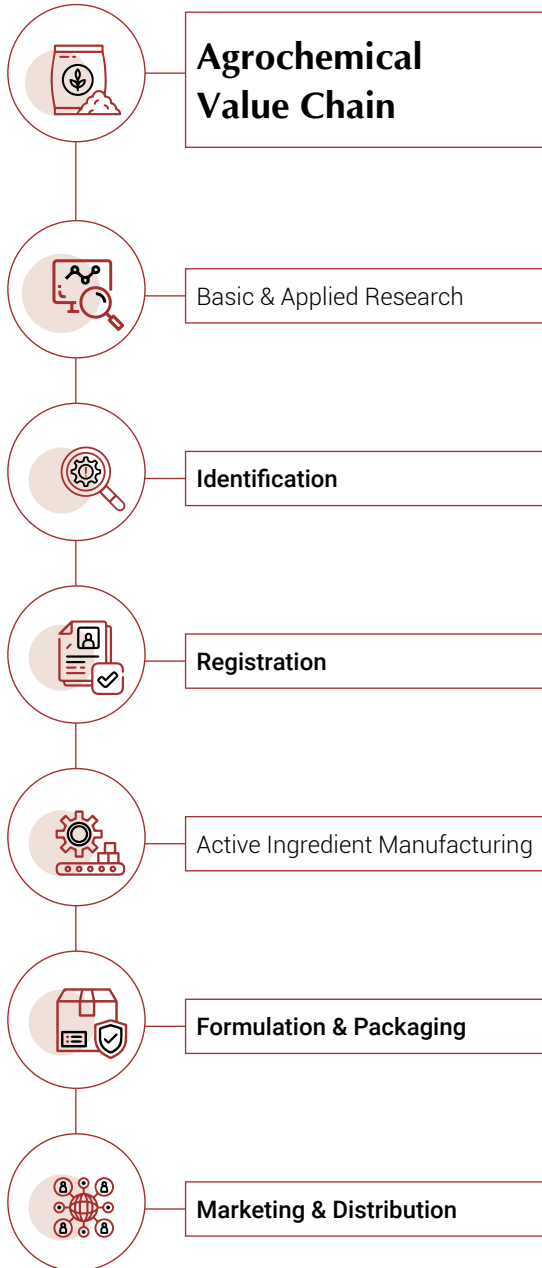 Agrochemical
Value Chain
Basic & Applied Research
Identification
Registration
Active Ingredient Manufacturing
Formulation & Packaging
Marketing & Distribution